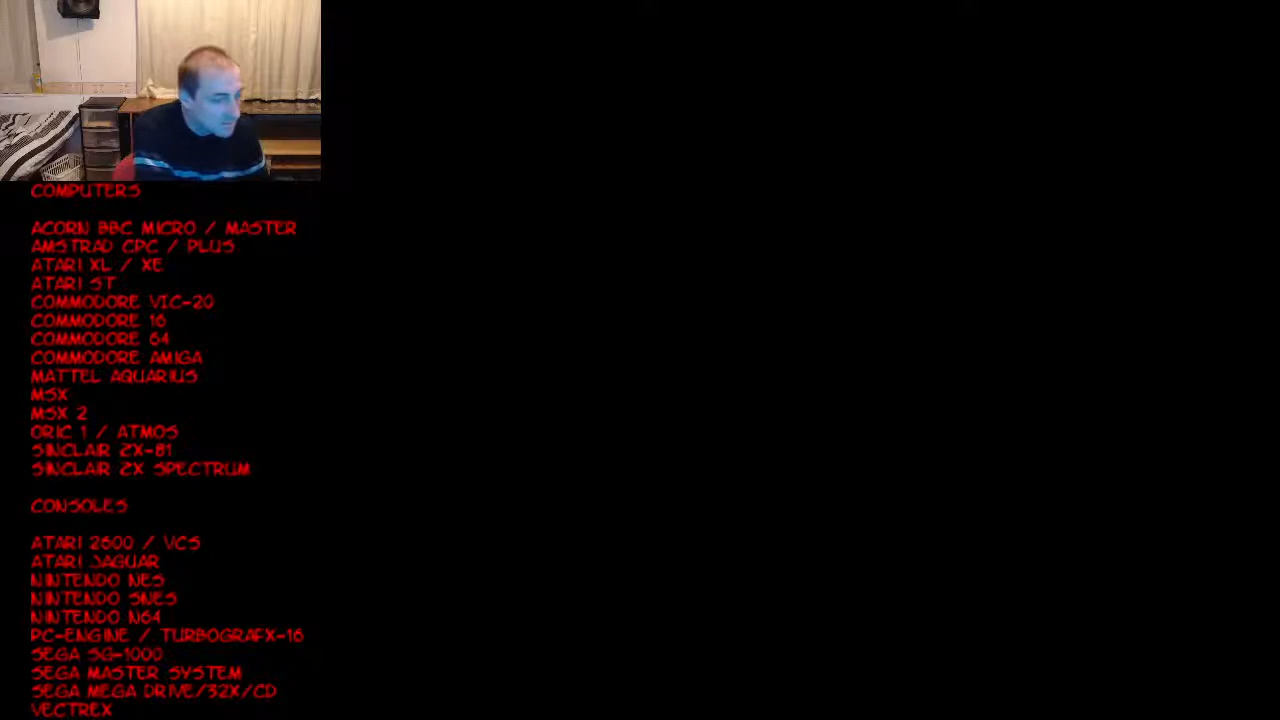 COMPUTERS
ACORN BBC MICRO / MASTER
AMSTRAD CPC / PLUS
ATARI XL / XE
ATARI ST
COMMODORE VIC-20
COMMODORE 16
COMMODORE 64
COMMODORE AMIGA
MATTEL AQUARIUS
MSX
MSX 2
ORIC 1 / ATMOS
SINCLAIR ZX-81
SINCLAIR ZX SPECTRUM
CONSOLES
ATARI 2600 / VCS
ATARI JAGUAR
NINTENDO NES
NINTENDO SNES
NINTENDO N64
PC-ENGINE / TURBOGRAFX-16
SEGA SG-1000
SEGA MASTER SYSTEM
SEGA MEGA DRIVE/32X/CD
VECTREX